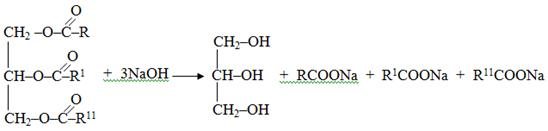 O
CH₂ –O–C–R
O
CH –O–C–R¹ + 3NaOH
O
CH₂ –O–C–R¹¹
CH₂–OH
CH–OH + RCOONa + R¹COONa + R¹¹COONa
CH₂–OH